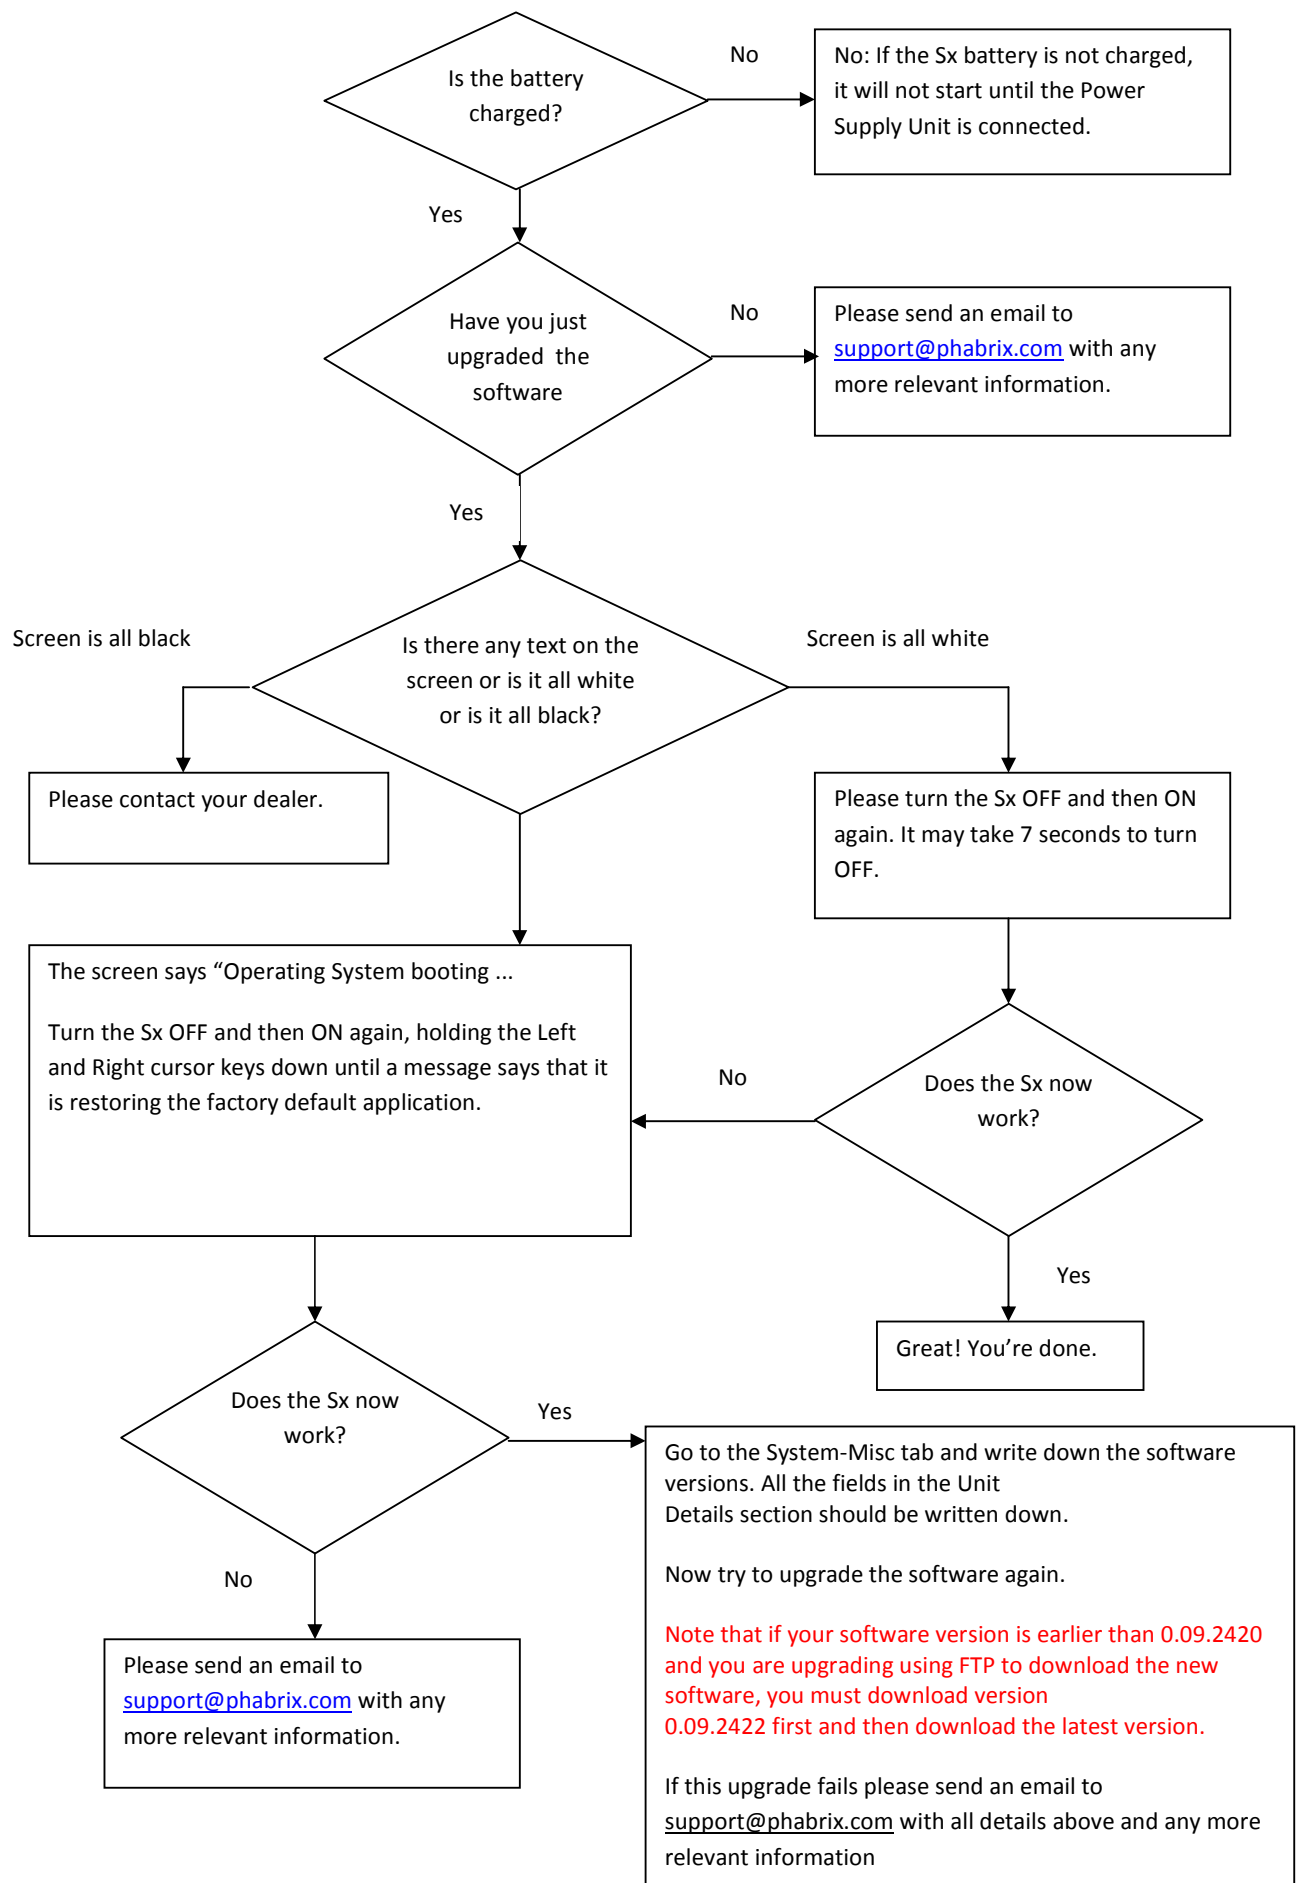 Is the battery
charged?
No
No: If the Sx battery is not charged,
it will not start until the Power
Supply Unit is connected.
Yes
Have you just
upgraded  the
software
No
Please send an email to
support@phabrix.com with any
more relevant information.
Yes
Screen is all black
Is there any text on the
screen or is it all white
or is it all black?
Screen is all white
Please contact your dealer.
Please turn the Sx OFF and then ON
again. It may take 7 seconds to turn
OFF.
The screen says “Operating System booting ...
Turn the Sx OFF and then ON again, holding the Left
and Right cursor keys down until a message says that it
is restoring the factory default application.
No
Does the Sx now
work?
Yes
Great! You’re done.
Does the Sx now
work?
Yes
Go to the System-Misc tab and write down the software
versions. All the fields in the Unit
Details section should be written down.
Now try to upgrade the software again.
Note that if your software version is earlier than 0.09.2420
and you are upgrading using FTP to download the new
software, you must download version
0.09.2422 first and then download the latest version.
If this upgrade fails please send an email to
support@phabrix.com with all details above and any more
relevant information
No
Please send an email to
support@phabrix.com with any
more relevant information.